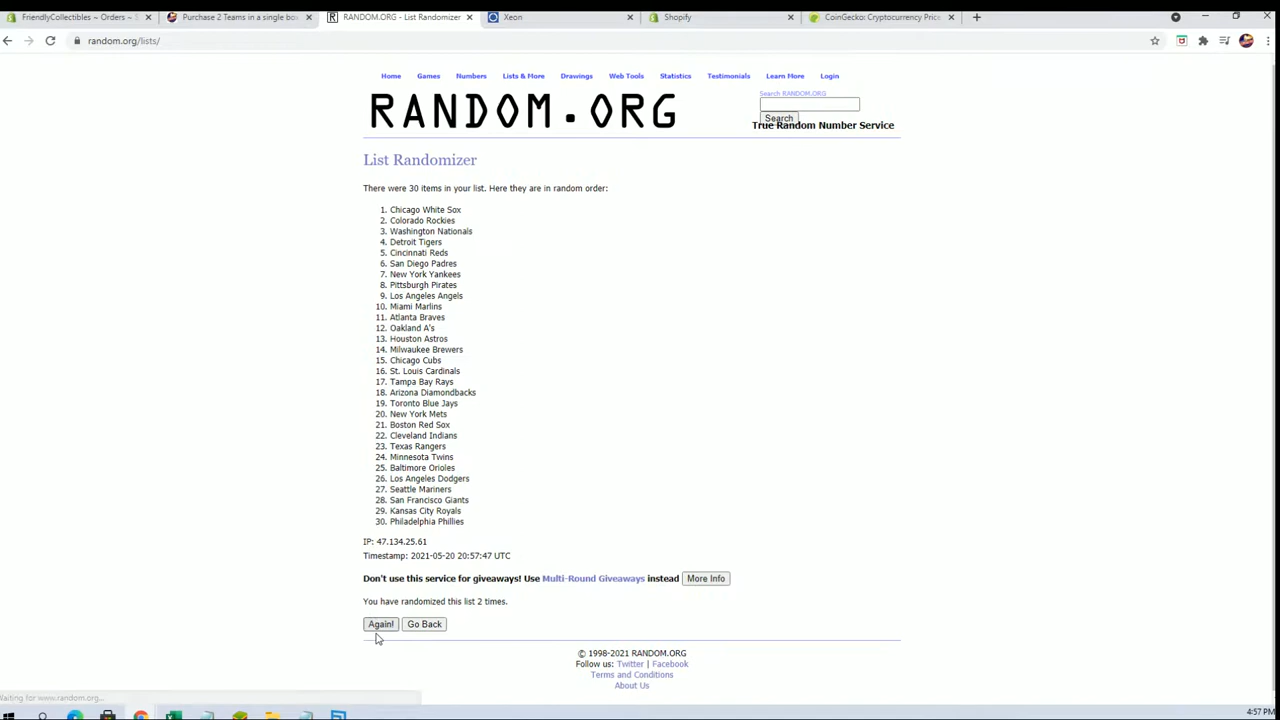 FriendlyCollectibles ~ Orders ~ S
Purchase 2 Teams in a single bo
RANDOM.ORG - List Randomizer
Xeon
Shopify
CoinGecko: Cryptocurrency Price
random.org/lists/
Home Games Numbers Lists & More Drawings Web Tools Statistics Testimonials Learn More Login
Search RANDOM.ORG
RANDOM.ORG
Search
True Random Number Service
List Randomizer
There were 30 items in your list. Here they are in random order:
1. Chicago White Sox
2. Colorado Rockies
3. Washington Nationals
4. Detroit Tigers
5. Cincinnati Reds
6. San Diego Padres
7. New York Yankees
8. Pittsburgh Pirates
9. Los Angeles Angels
10. Miami Marlins
11. Atlanta Braves
12. Oakland A's
13. Houston Astros
14. Milwaukee Brewers
15. Chicago Cubs
16. St. Louis Cardinals
17. Tampa Bay Rays
18. Arizona Diamondbacks
19. Toronto Blue Jays
20. New York Mets
21. Boston Red Sox
22. Cleveland Indians
23. Texas Rangers
24. Minnesota Twins
25. Baltimore Orioles
26. Los Angeles Dodgers
27. Seattle Mariners
28. San Francisco Giants
29. Kansas City Royals
30. Philadelphia Phillies
IP: 47.134.25.61
Timestamp: 2021-05-20 20:57:47 UTC
Don't use this service for giveaways! Use Multi-Round Giveaways instead More Info
You have randomized this list 2 times.
Again! Go Back
© 1998-2021 RANDOM.ORG
Follow us: Twitter | Facebook
Terms and Conditions
About Us
Waiting for www.random.org...
4:57 PM